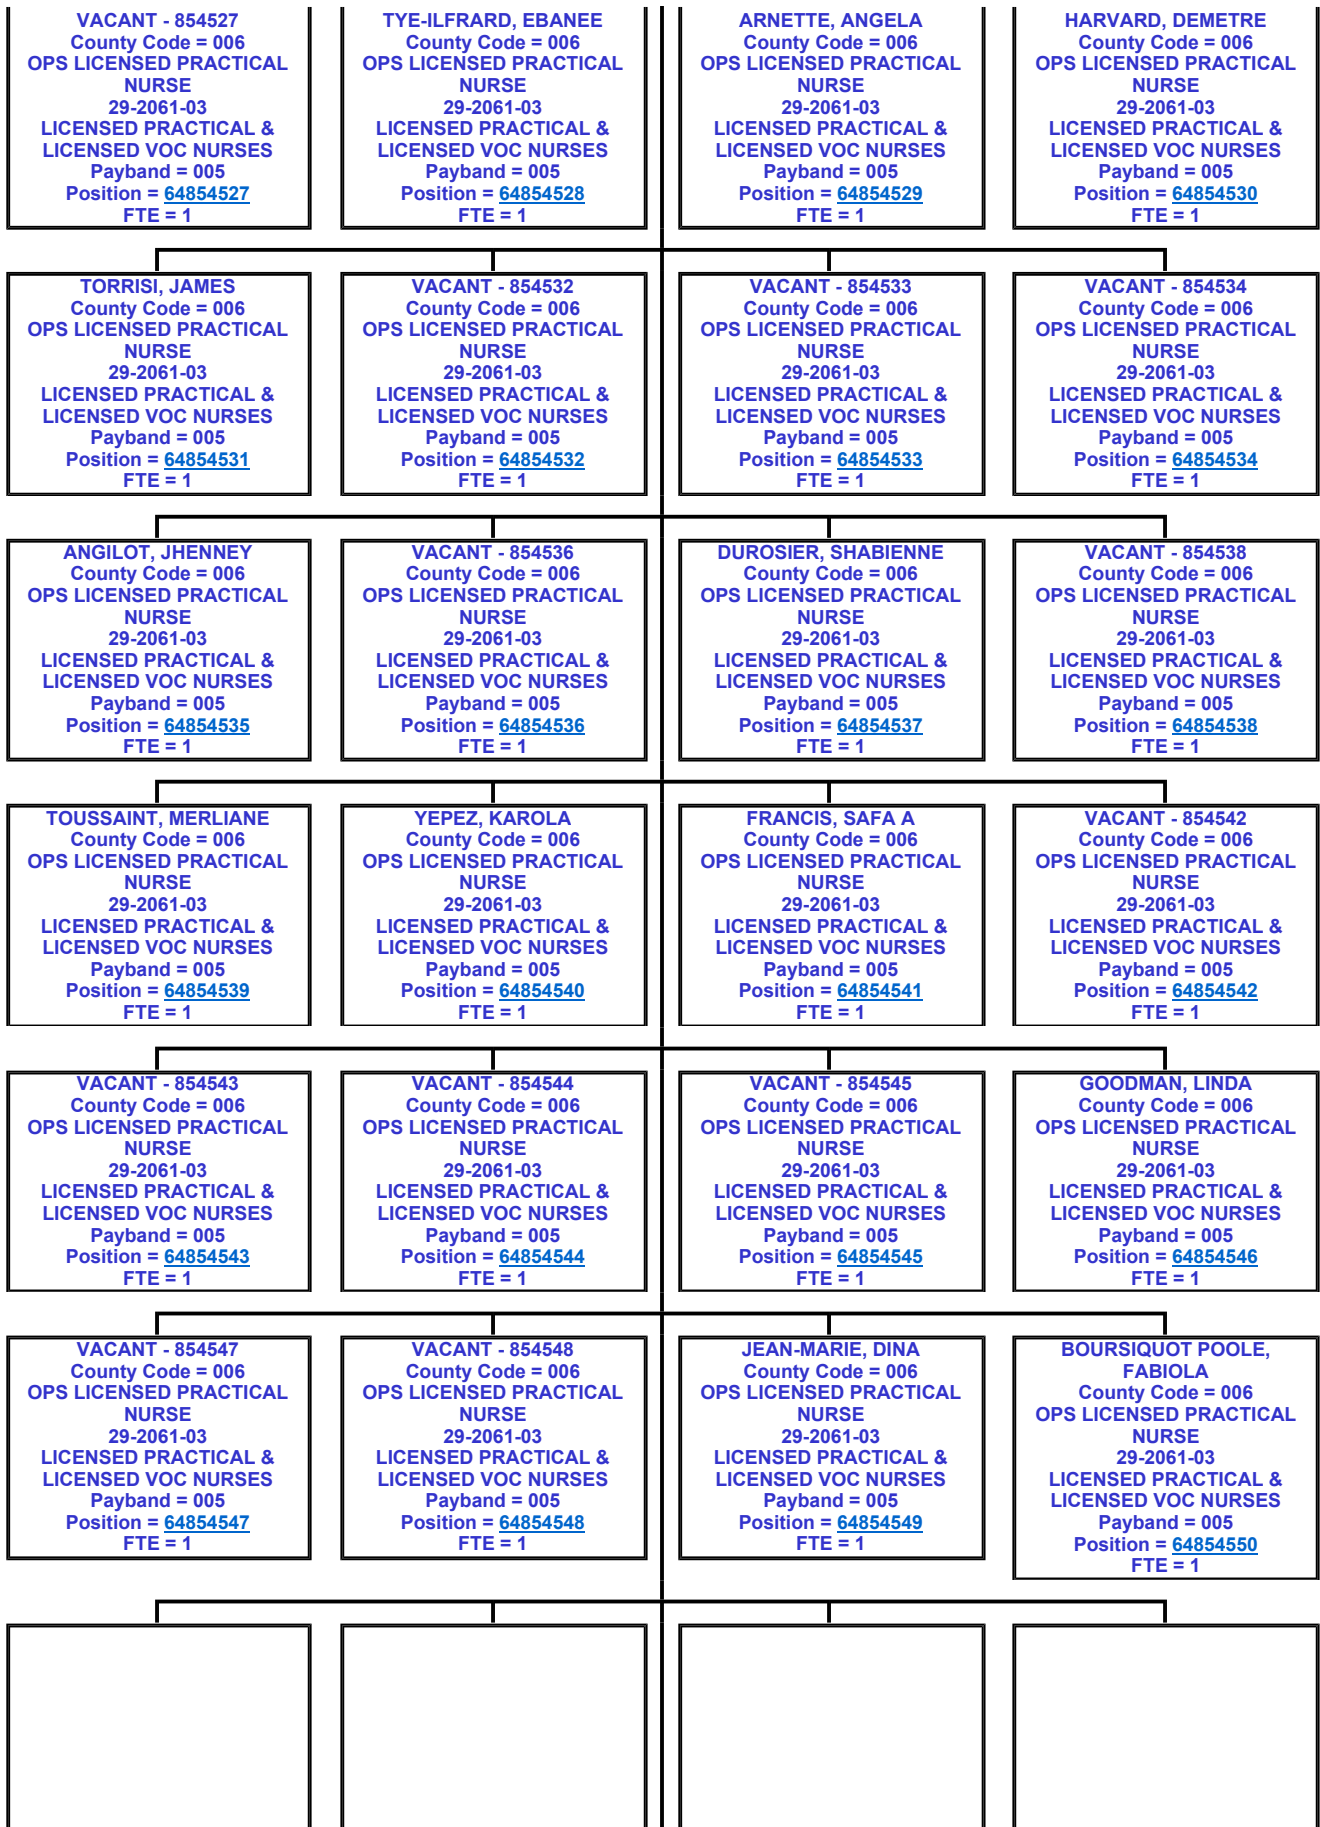 VACANT - 854527
County Code = 006
OPS LICENSED PRACTICAL
NURSE
29-2061-03
LICENSED PRACTICAL &
LICENSED VOC NURSES
Payband = 005
Position = 64854527
FTE = 1
TYE-ILFRARD, EBANEE
County Code = 006
OPS LICENSED PRACTICAL
NURSE
29-2061-03
LICENSED PRACTICAL &
LICENSED VOC NURSES
Payband = 005
Position = 64854528
FTE = 1
ARNETTE, ANGELA
County Code = 006
OPS LICENSED PRACTICAL
NURSE
29-2061-03
LICENSED PRACTICAL &
LICENSED VOC NURSES
Payband = 005
Position = 64854529
FTE = 1
HARVARD, DEMETRE
County Code = 006
OPS LICENSED PRACTICAL
NURSE
29-2061-03
LICENSED PRACTICAL &
LICENSED VOC NURSES
Payband = 005
Position = 64854530
FTE = 1
TORRISI, JAMES
County Code = 006
OPS LICENSED PRACTICAL
NURSE
29-2061-03
LICENSED PRACTICAL &
LICENSED VOC NURSES
Payband = 005
Position = 64854531
FTE = 1
VACANT - 854532
County Code = 006
OPS LICENSED PRACTICAL
NURSE
29-2061-03
LICENSED PRACTICAL &
LICENSED VOC NURSES
Payband = 005
Position = 64854532
FTE = 1
VACANT - 854533
County Code = 006
OPS LICENSED PRACTICAL
NURSE
29-2061-03
LICENSED PRACTICAL &
LICENSED VOC NURSES
Payband = 005
Position = 64854533
FTE = 1
VACANT - 854534
County Code = 006
OPS LICENSED PRACTICAL
NURSE
29-2061-03
LICENSED PRACTICAL &
LICENSED VOC NURSES
Payband = 005
Position = 64854534
FTE = 1
ANGILOT, JHENNEY
County Code = 006
OPS LICENSED PRACTICAL
NURSE
29-2061-03
LICENSED PRACTICAL &
LICENSED VOC NURSES
Payband = 005
Position = 64854535
FTE = 1
VACANT - 854536
County Code = 006
OPS LICENSED PRACTICAL
NURSE
29-2061-03
LICENSED PRACTICAL &
LICENSED VOC NURSES
Payband = 005
Position = 64854536
FTE = 1
DUROSIER, SHABIENNE
County Code = 006
OPS LICENSED PRACTICAL
NURSE
29-2061-03
LICENSED PRACTICAL &
LICENSED VOC NURSES
Payband = 005
Position = 64854537
FTE = 1
VACANT - 854538
County Code = 006
OPS LICENSED PRACTICAL
NURSE
29-2061-03
LICENSED PRACTICAL &
LICENSED VOC NURSES
Payband = 005
Position = 64854538
FTE = 1
TOUSSAINT, MERLIANE
County Code = 006
OPS LICENSED PRACTICAL
NURSE
29-2061-03
LICENSED PRACTICAL &
LICENSED VOC NURSES
Payband = 005
Position = 64854539
FTE = 1
YEPEZ, KAROLA
County Code = 006
OPS LICENSED PRACTICAL
NURSE
29-2061-03
LICENSED PRACTICAL &
LICENSED VOC NURSES
Payband = 005
Position = 64854540
FTE = 1
FRANCIS, SAFA A
County Code = 006
OPS LICENSED PRACTICAL
NURSE
29-2061-03
LICENSED PRACTICAL &
LICENSED VOC NURSES
Payband = 005
Position = 64854541
FTE = 1
VACANT - 854542
County Code = 006
OPS LICENSED PRACTICAL
NURSE
29-2061-03
LICENSED PRACTICAL &
LICENSED VOC NURSES
Payband = 005
Position = 64854542
FTE = 1
VACANT - 854543
County Code = 006
OPS LICENSED PRACTICAL
NURSE
29-2061-03
LICENSED PRACTICAL &
LICENSED VOC NURSES
Payband = 005
Position = 64854543
FTE = 1
VACANT - 854544
County Code = 006
OPS LICENSED PRACTICAL
NURSE
29-2061-03
LICENSED PRACTICAL &
LICENSED VOC NURSES
Payband = 005
Position = 64854544
FTE = 1
VACANT - 854545
County Code = 006
OPS LICENSED PRACTICAL
NURSE
29-2061-03
LICENSED PRACTICAL &
LICENSED VOC NURSES
Payband = 005
Position = 64854545
FTE = 1
GOODMAN, LINDA
County Code = 006
OPS LICENSED PRACTICAL
NURSE
29-2061-03
LICENSED PRACTICAL &
LICENSED VOC NURSES
Payband = 005
Position = 64854546
FTE = 1
VACANT - 854547
County Code = 006
OPS LICENSED PRACTICAL
NURSE
29-2061-03
LICENSED PRACTICAL &
LICENSED VOC NURSES
Payband = 005
Position = 64854547
FTE = 1
VACANT - 854548
County Code = 006
OPS LICENSED PRACTICAL
NURSE
29-2061-03
LICENSED PRACTICAL &
LICENSED VOC NURSES
Payband = 005
Position = 64854548
FTE = 1
JEAN-MARIE, DINA
County Code = 006
OPS LICENSED PRACTICAL
NURSE
29-2061-03
LICENSED PRACTICAL &
LICENSED VOC NURSES
Payband = 005
Position = 64854549
FTE = 1
BOURSIQUOT POOLE,
FABIOLA
County Code = 006
OPS LICENSED PRACTICAL
NURSE
29-2061-03
LICENSED PRACTICAL &
LICENSED VOC NURSES
Payband = 005
Position = 64854550
FTE = 1